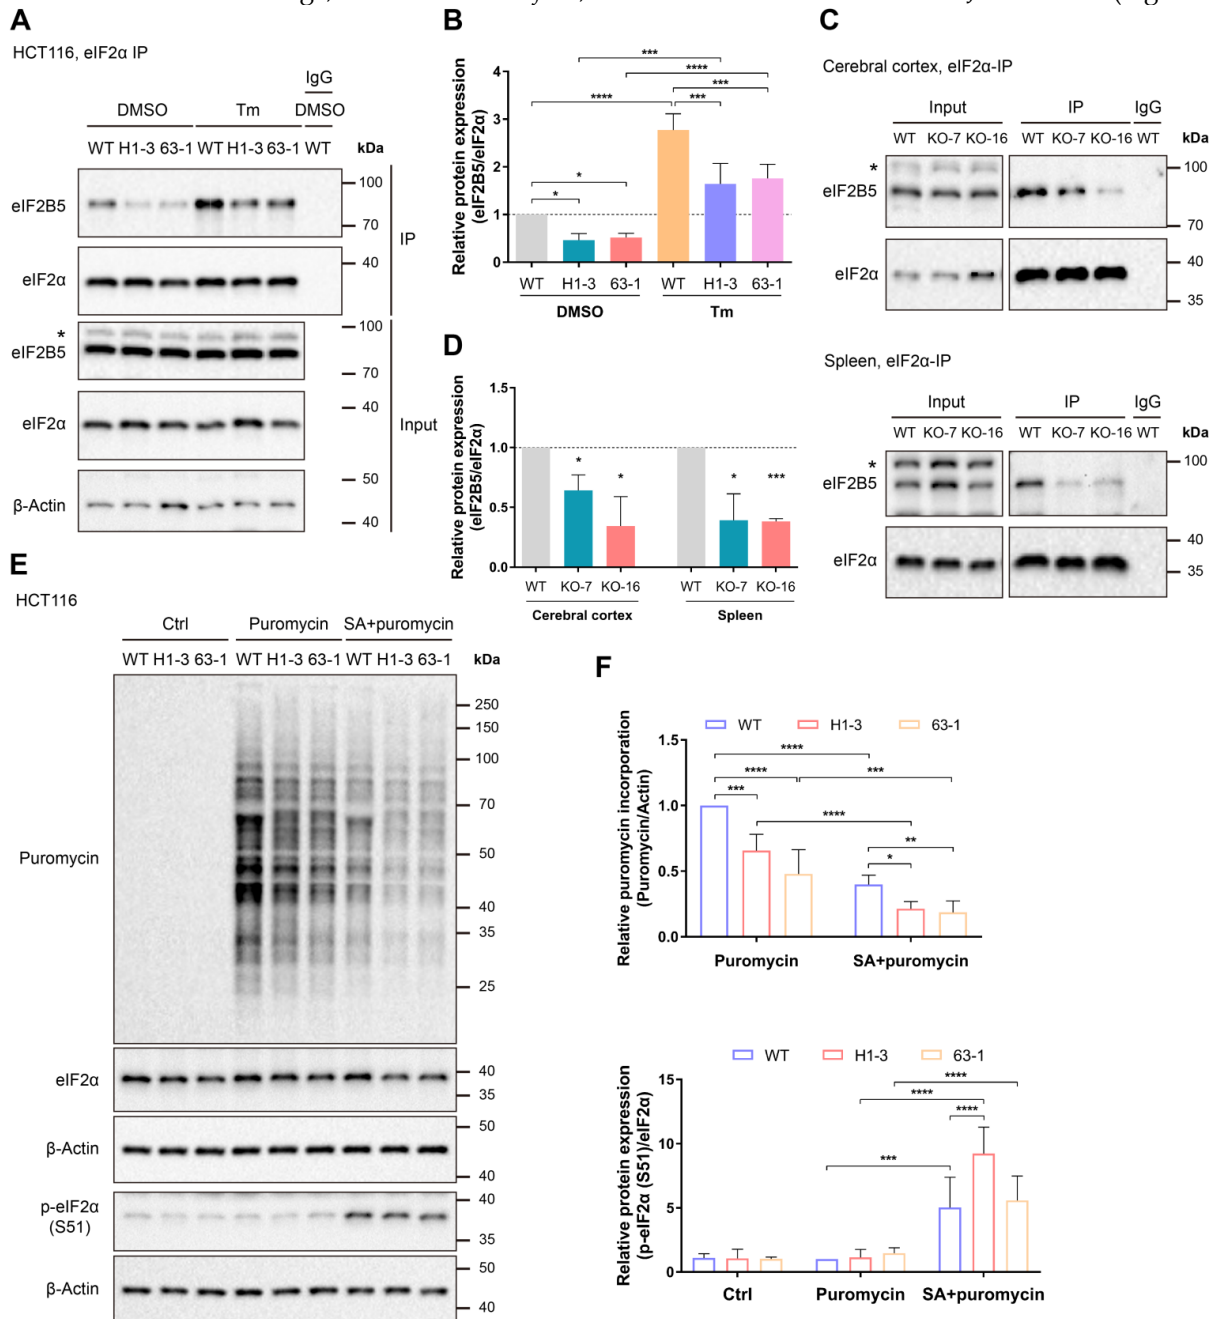 A
HCT116, eIF2α IP
IgG
DMSO Tm DMSO
WT H1-3 63-1 WT H1-3 63-1 WT kDa
eIF2B5
100
70
eIF2α
40
IP
*
eIF2B5
100
70
eIF2α
40
Input
β-Actin
50
40
B
Relative protein expression
(eIF2B5/eIF2α)
***
****
***
**** ***
*
*
4
3
2
1
0
WT H1-3 63-1 WT H1-3 63-1
DMSO Tm
C
Cerebral cortex, eIF2α-IP
Input IP IgG
WT KO-7 KO-16 WT KO-7 KO-16 WT kDa
*
eIF2B5
100
70
eIF2α
40
35
Spleen, eIF2α-IP
Input IP IgG
WT KO-7 KO-16 WT KO-7 KO-16 WT kDa
*
eIF2B5
100
eIF2α
40
35
D
Relative protein expression
(eIF2B5/eIF2α)
1.5
1.0
0.5
0.0
* * * ***
WT KO-7 KO-16 WT KO-7 KO-16
Cerebral cortex Spleen
E
HCT116
Ctrl Puromycin SA+puromycin
WT H1-3 63-1 WT H1-3 63-1 WT H1-3 63-1 kDa
Puromycin
250
150
100
70
50
40
35
25
eIF2α
40
35
β-Actin
50
40
p-eIF2α
(S51)
40
35
β-Actin
50
40
F
WT H1-3 63-1
Relative puromycin incorporation
(Puromycin/Actin)
1.5
1.0
0.5
0.0
****
**** ***
***
****
**
*
Puromycin SA+puromycin
WT H1-3 63-1
Relative protein expression
(p-eIF2α (S51)/eIF2α)
15
10
5
0
****
****
****
***
Ctrl Puromycin SA+puromycin